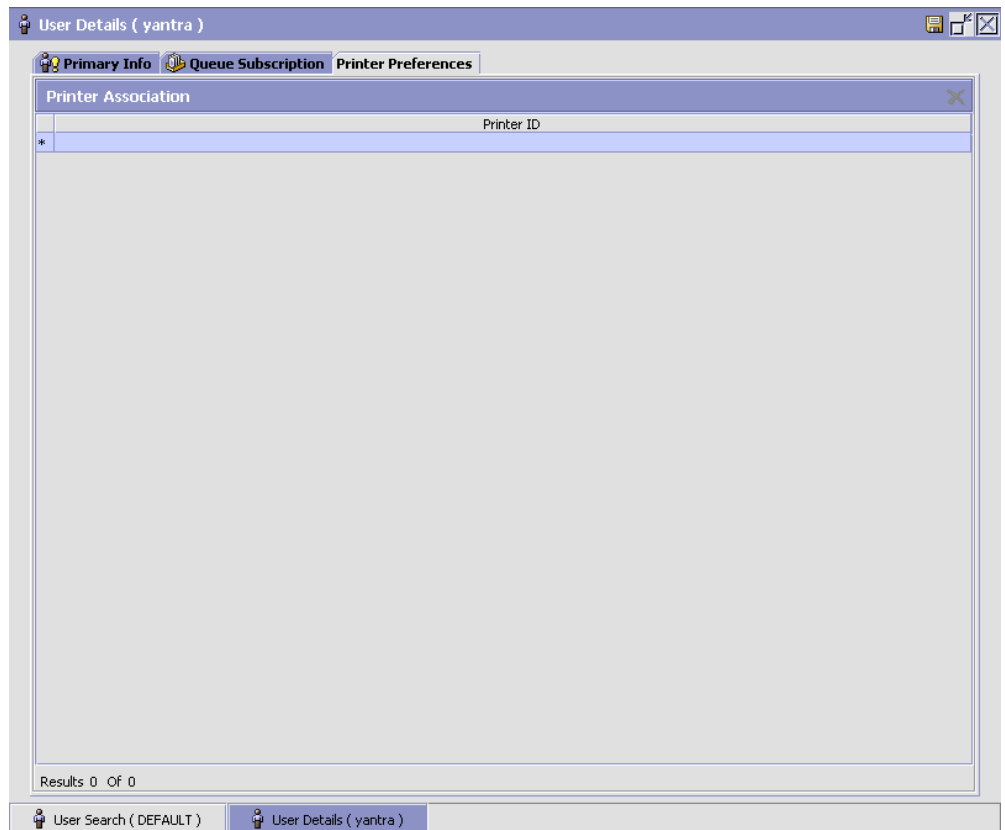 User Details ( yantra )
Primary Info Queue Subscription Printer Preferences
Printer Association
Printer ID
*
Results 0 Of 0
User Search ( DEFAULT ) User Details ( yantra )